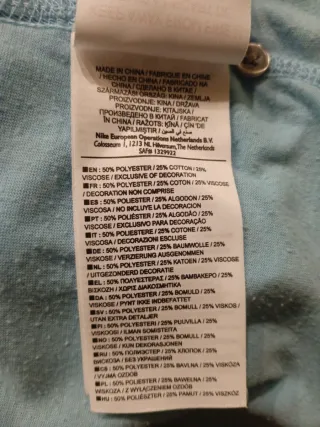 MADE IN CHINA / FABRIQUE EN CHINE
/ HECHO EN CHINA / FABRICADO NA
CHINA / СДЕЛАНО В КИТАЕ /
SZÁRMAZÁSI ORSZÁG: KÍNA / ZEMLJA
PROIZVODNJE: KINA / DRŽAVA
PROIZVODNJE: KITAJSKA /
ПРОИЗВЕДЕНО В КИТАЙ / FABRICAT
ÎN CHINA / RAŽOTS: ĶĪNĀ / ÇİN'DE
YAPILMIŞTIR / صنع في الصين
Nike European Operations Netherlands B.V.
Colosseum 1, 1213 NL Hilversum, The Netherlands
SAF# 1329922
EN: 50% POLYESTER / 25% COTTON / 25%
VISCOSE / EXCLUSIVE OF DECORATION
FR: 50% POLYESTER / 25% COTON / 25% VISCOSE
/ DECORATION NON COMPRISE
ES: 50% POLIÉSTER / 25% ALGODON / 25%
VISCOSA / NO INCLUYE LA DECORACION
PT: 50% POLIÉSTER / 25% ALGODÃO / 25%
VISCOSE / EXCLUSIVO PARA DECORAÇÃO
IT: 50% POLIESTERE / 25% COTONE / 25%
VISCOSA / DECORAZIONI ESCLUSE
DE: 50% POLYESTER / 25% BAUMWOLLE / 25%
VISKOSE / VERZIERUNG AUSGENOMMEN
NL: 50% POLYESTER / 25% KATOEN / 25% VISCOSE /
UITGEZONDERD DECORATIE
EL: 50% ΠΟΛΥΕΣΤΕΡΑΣ / 25% ΒΑΜΒΑΚΕΡΟ / 25%
ΒΙΣΚΟΖΗ / ΧΩΡΙΣ ΔΙΑΚΟΣΜΗΤΙΚΑ
DA: 50% POLYESTER / 25% BOMULD / 25%
VISKOSE / PYNT IKKE INDBEFATTET
SV: 50% POLYESTER / 25% BOMULL / 25% VISKOS /
UTAN EXTRA DETALJER
FI: 50% POLYESTERI / 25% PUUVILLA / 25%
VISKOOSI / ILMAN SOMISTEITA
NO: 50% POLYESTER / 25% BOMULL / 25%
VISKOSE / KUN DEKORASJONEN
RU: 50% ПОЛИЭСТЕР / 25% ХЛОПОК / 25%
ВИСКОЗА / БЕЗ УКРАШЕНИЙ
CS: 50% POLYESTER / 25% BAVLNA / 25% VISKÓZA
/ VYJMA OZDOB
PL: 50% POLIESTER / 25% BAWEŁNA / 25%
WISKOZA / Z WYŁĄCZENIEM OZDÓB
HU: 50% POLIÉSZTER / 25% PAMUT / 25% VISZKÓZ